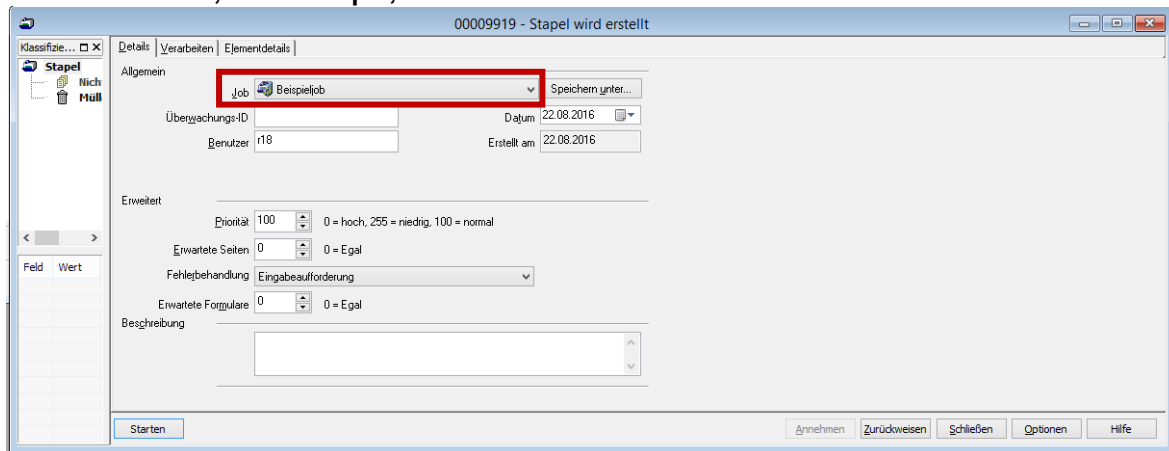 00009919 - Stapel wird erstellt
Klassifizie...
Details Verarbeiten Elementdetails
Stapel
Nich
Müll
Allgemein
Job Beispieljob Speichern unter...
Überwachungs-ID Datum 22.08.2016
Benutzer r18 Erstellt am 22.08.2016
Erweitert
Priorität 100 0 = hoch, 255 = niedrig, 100 = normal
Erwartete Seiten 0 0 = Egal
Feld Wert
Fehlerbehandlung Eingabeaufforderung
Erwartete Formulare 0 0 = Egal
Beschreibung
Starten Annehmen Zurückweisen Schließen Optionen Hilfe